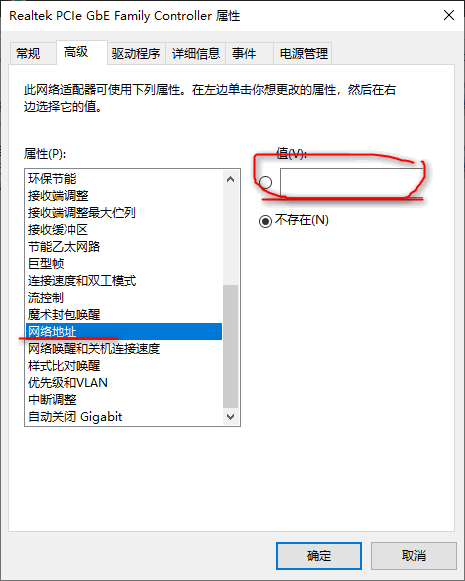 Realtek PCIe GbE Family Controller 属性
常规 高级 驱动程序 详细信息 事件 电源管理
此网络适配器可使用下列属性。在左边单击你想更改的属性，然后在右
边选择它的值。
属性(P):
值(V):
环保节能
接收端调整
接收端调整最大伫列
接收缓冲区
节能乙太网路
巨型帧
连接速度和双工模式
流控制
魔术封包唤醒
网络地址
网络唤醒和关机连接速度
样式比对唤醒
优先级和VLAN
中断调整
自动关闭 Gigabit
不存在(N)
确定
取消